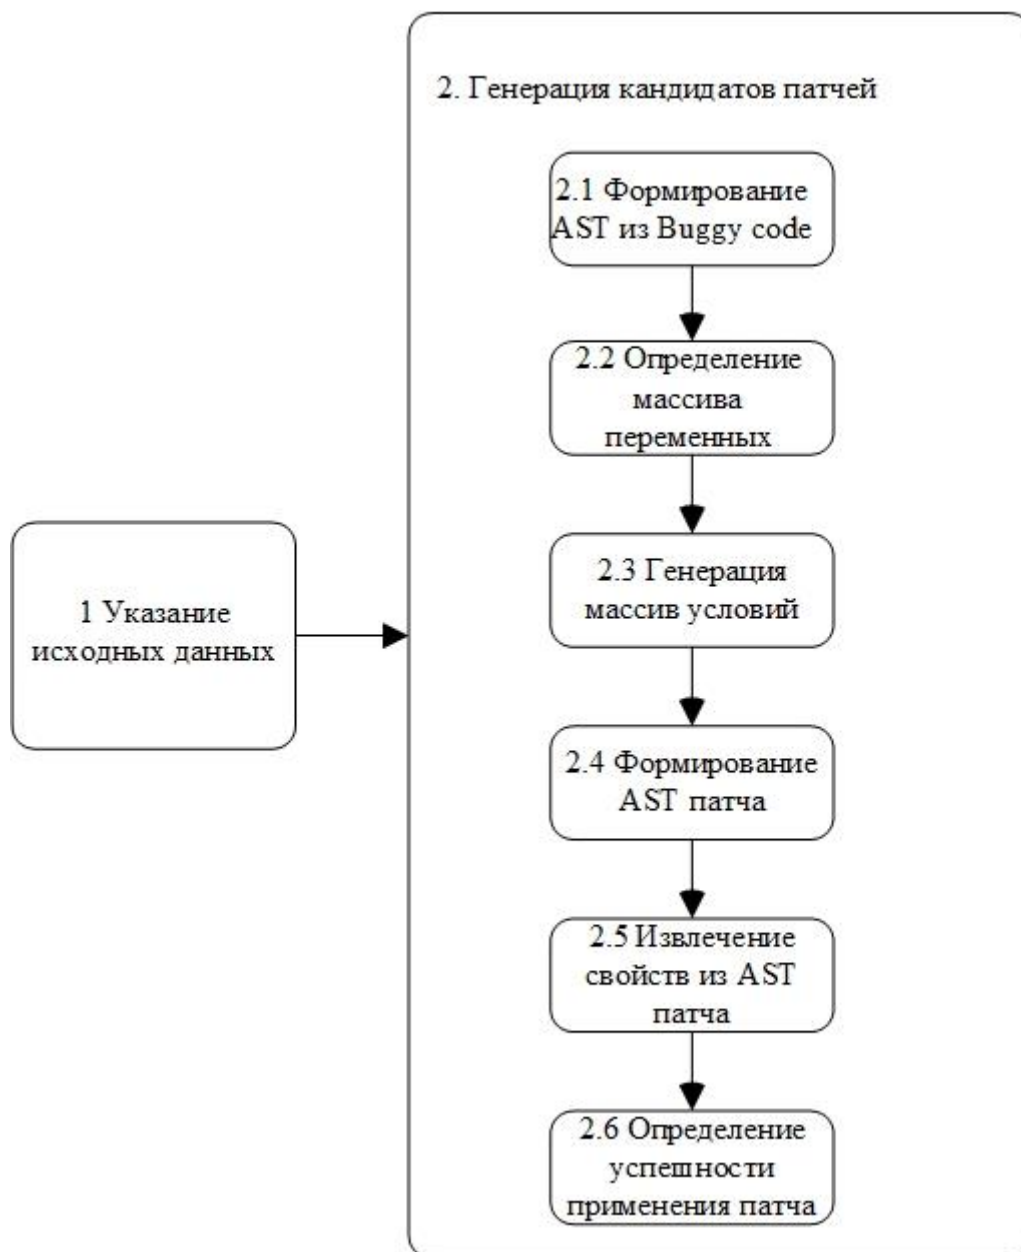 2. Генерация кандидатов патчей
2.1 Формирование
AST из Buggy code
2.2 Определение
массива
переменных
2.3 Генерация
массив условий
1 Указание
исходных данных
2.4 Формирование
AST патча
2.5 Извлечение
свойств из AST
патча
2.6 Определение
успешности
применения патча